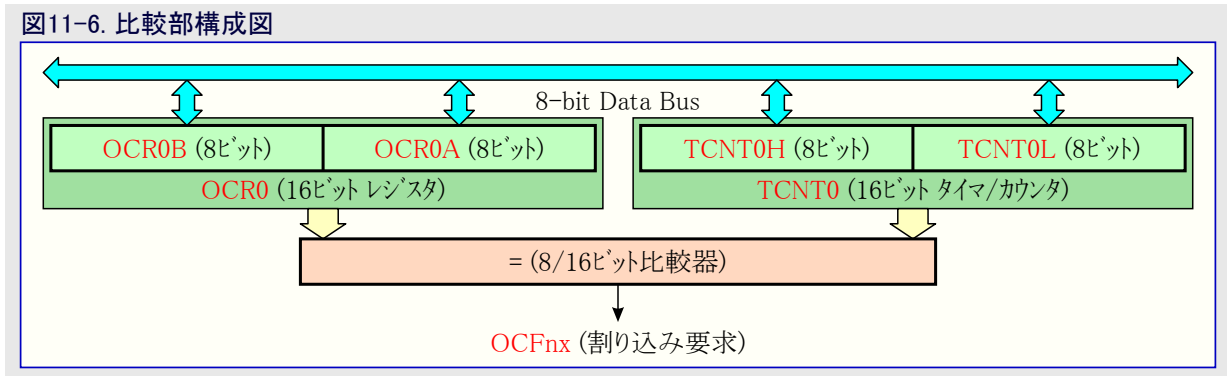 図11-6. 比較部構成図
8-bit Data Bus
OCR0B (8ﾋﾞｯﾄ) OCR0A (8ﾋﾞｯﾄ) TCNT0H (8ﾋﾞｯﾄ) TCNT0L (8ﾋﾞｯﾄ)
OCR0 (16ﾋﾞｯﾄ ﾚｼﾞｽﾀ) TCNT0 (16ﾋﾞｯﾄ ﾀｲﾏ/ｶｳﾝﾀ)
= (8/16ﾋﾞｯﾄ比較器)
OCFnx (割り込み要求)